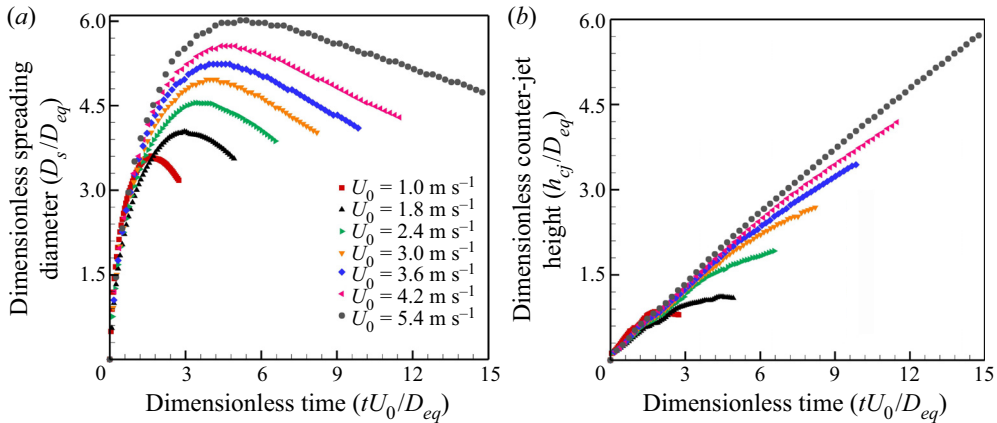 (a)
6.0
4.5
3.0
1.5
0
0 3 6 9 12 15
Dimensionless spreading
diameter (D_s/D_eq)
Dimensionless time (tU_0/D_eq)
U_0 = 1.0 m s⁻¹
U_0 = 1.8 m s⁻¹
U_0 = 2.4 m s⁻¹
U_0 = 3.0 m s⁻¹
U_0 = 3.6 m s⁻¹
U_0 = 4.2 m s⁻¹
U_0 = 5.4 m s⁻¹
(b)
6.0
4.5
3.0
1.5
0
0 3 6 9 12 15
Dimensionless counter-jet
height (h_cj/D_eq)
Dimensionless time (tU_0/D_eq)